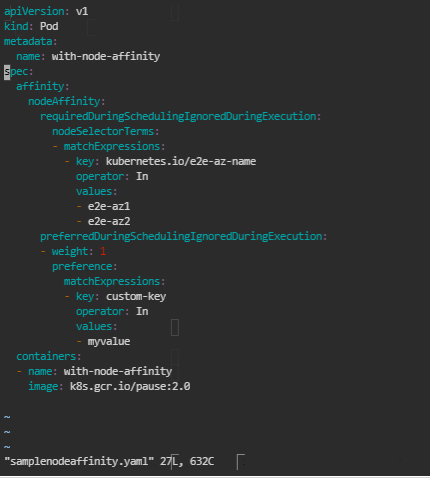 apiVersion: v1
kind: Pod
metadata:
  name: with-node-affinity
spec:
  affinity:
    nodeAffinity:
      requiredDuringSchedulingIgnoredDuringExecution:
        nodeSelectorTerms:
        - matchExpressions:
          - key: kubernetes.io/e2e-az-name
            operator: In
            values:
            - e2e-az1
            - e2e-az2
      preferredDuringSchedulingIgnoredDuringExecution:
      - weight: 1
        preference:
          matchExpressions:
          - key: custom-key
            operator: In
            values:
            - myvalue
  containers:
  - name: with-node-affinity
    image: k8s.gcr.io/pause:2.0
~
~
~
"samplenodeaffinity.yaml" 27L, 632C